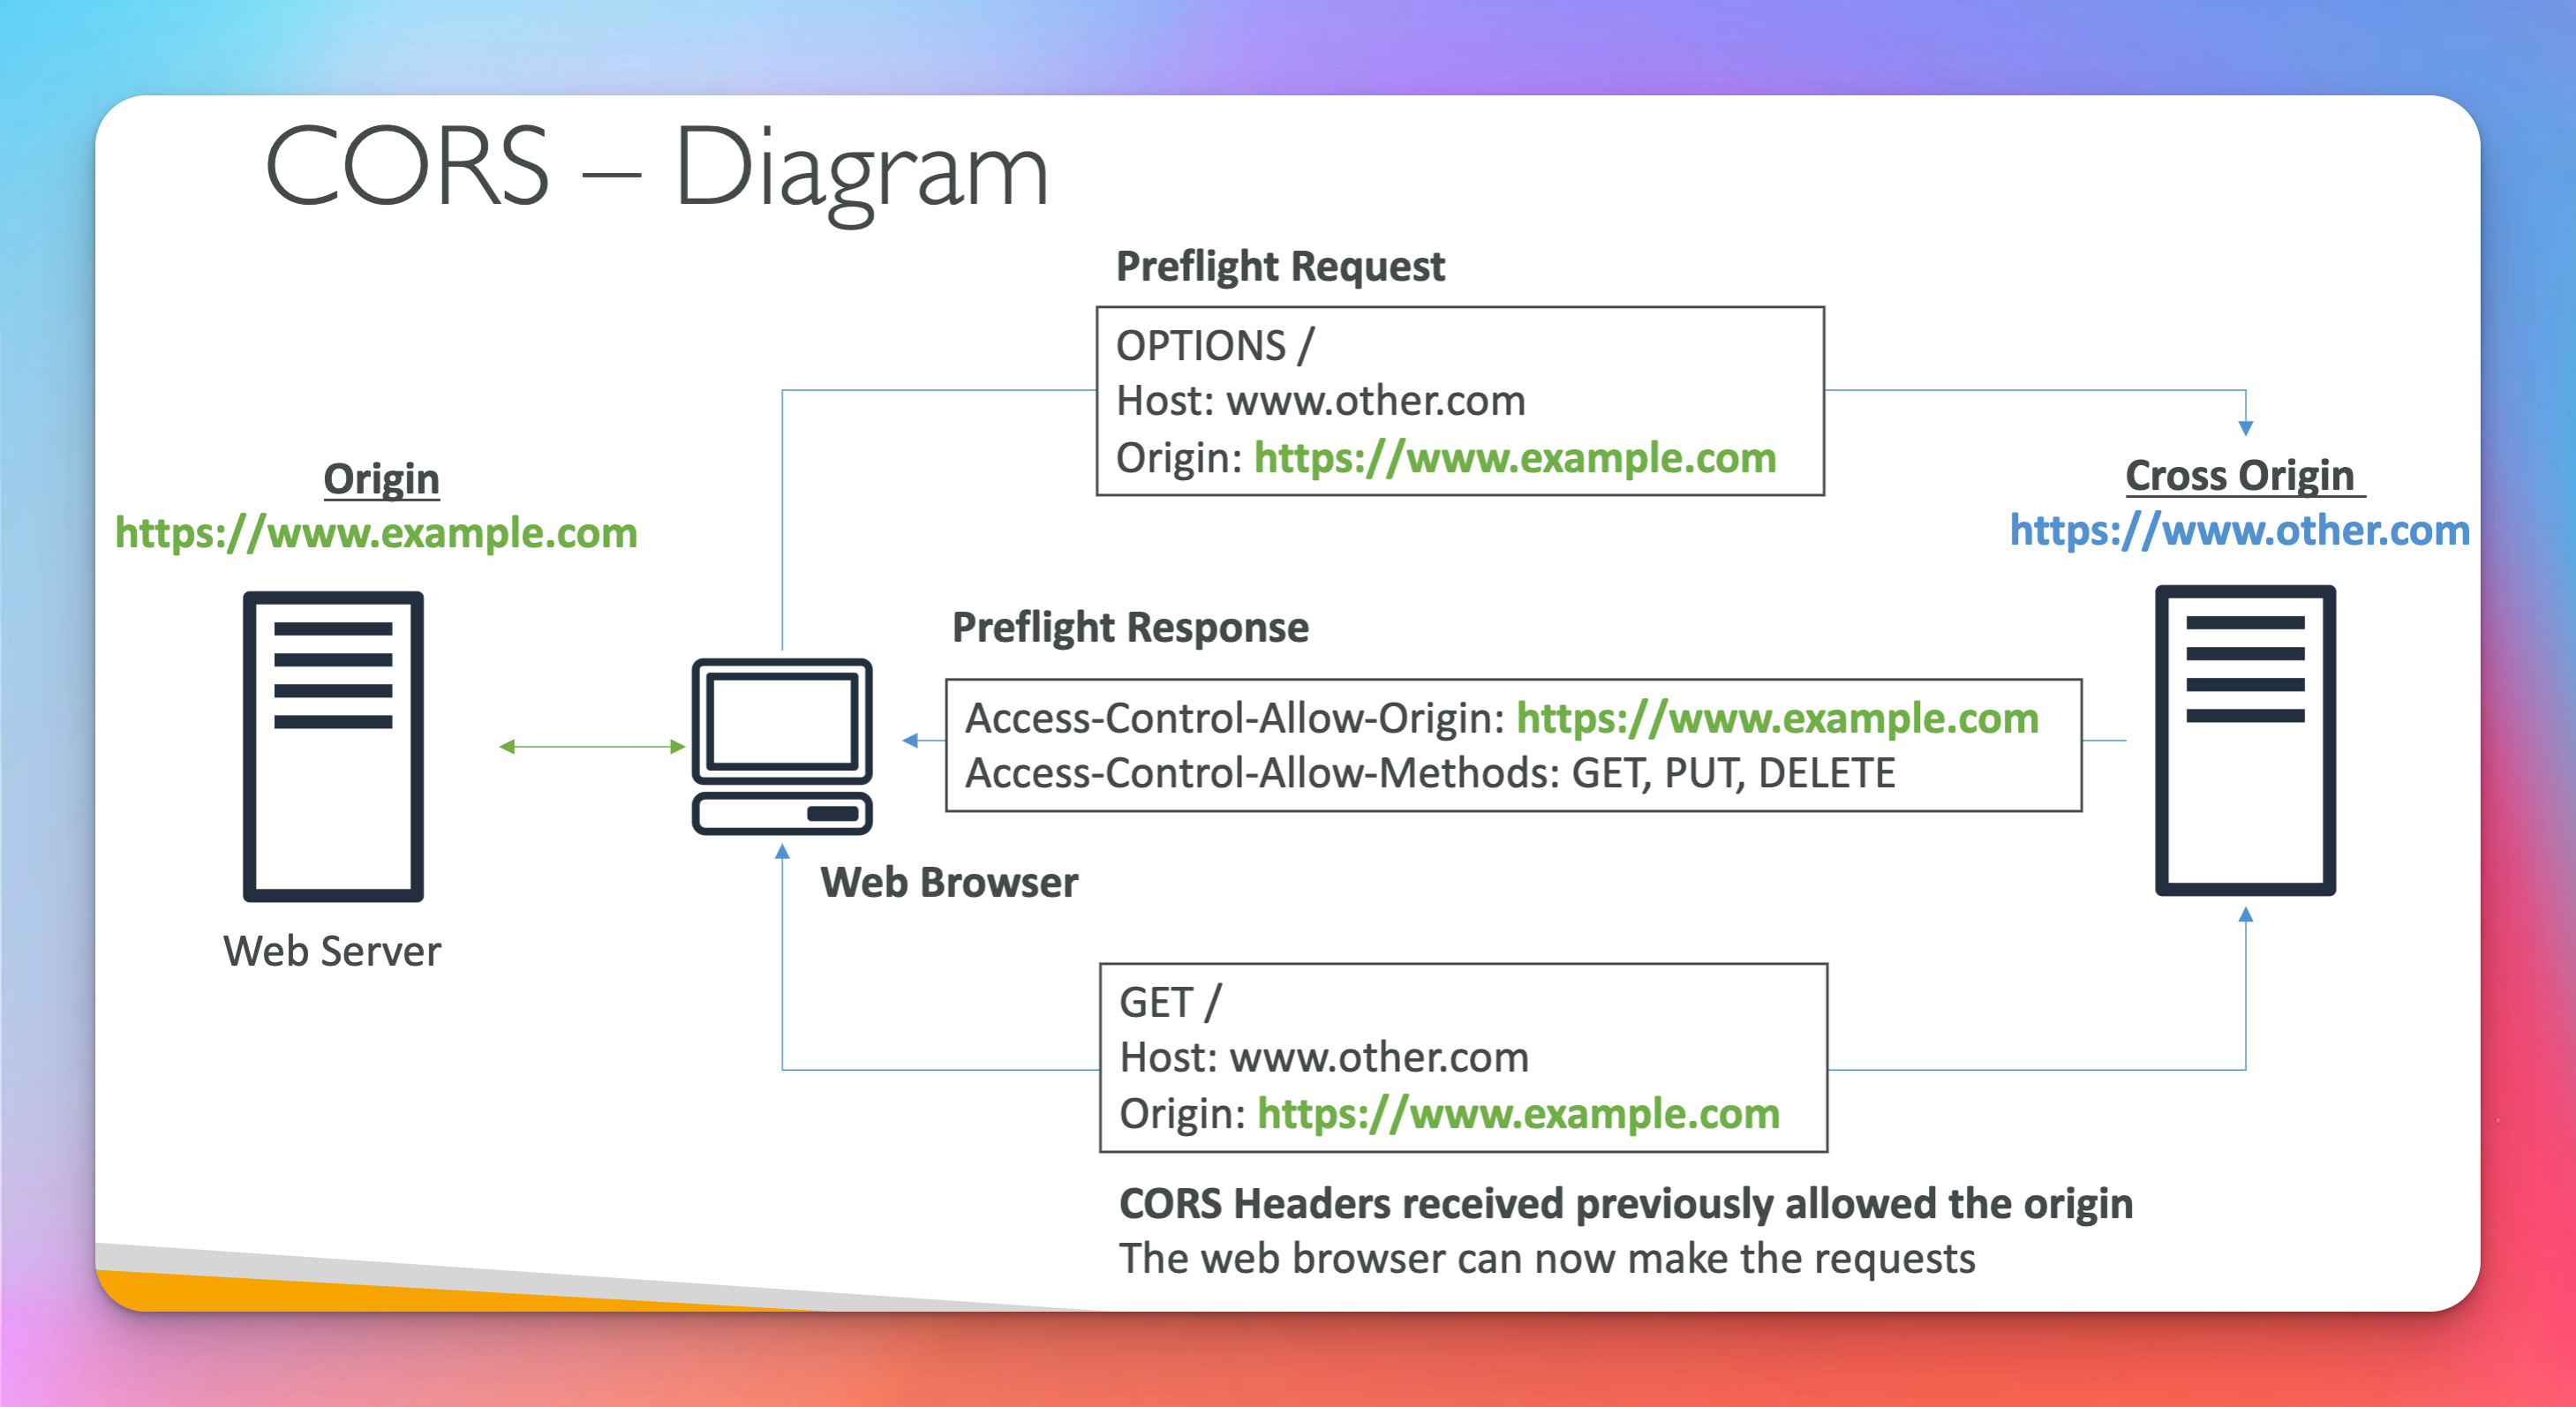 CORS – Diagram
Preflight Request
OPTIONS /
Host: www.other.com
Origin: https://www.example.com
Origin
https://www.example.com
Cross Origin
https://www.other.com
Preflight Response
Access-Control-Allow-Origin: https://www.example.com
Access-Control-Allow-Methods: GET, PUT, DELETE
Web Browser
Web Server
GET /
Host: www.other.com
Origin: https://www.example.com
CORS Headers received previously allowed the origin
The web browser can now make the requests